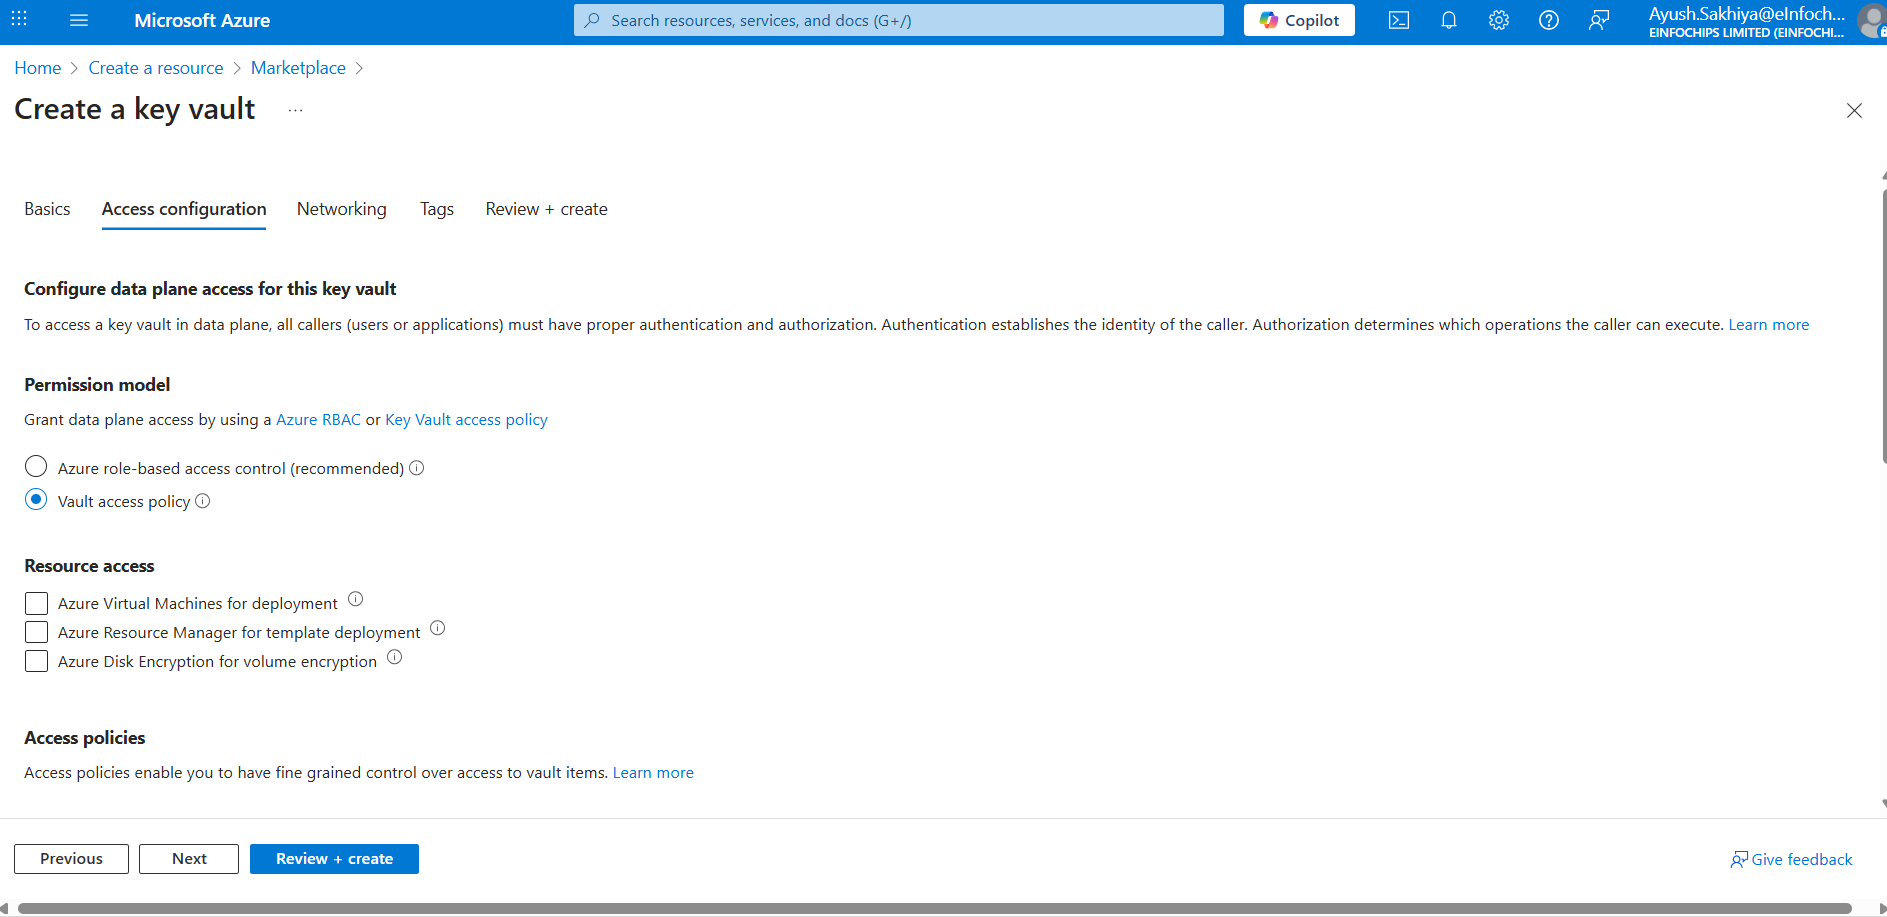 Microsoft Azure
Search resources, services, and docs (G+/)
Copilot
Ayush.Sakhiya@eInfoch...
EINFOCHIPS LIMITED (EINFOCHI...
Home > Create a resource > Marketplace >
Create a key vault ...
Basics Access configuration Networking Tags Review + create
Configure data plane access for this key vault
To access a key vault in data plane, all callers (users or applications) must have proper authentication and authorization. Authentication establishes the identity of the caller. Authorization determines which operations the caller can execute. Learn more
Permission model
Grant data plane access by using a Azure RBAC or Key Vault access policy
Azure role-based access control (recommended)
Vault access policy
Resource access
Azure Virtual Machines for deployment
Azure Resource Manager for template deployment
Azure Disk Encryption for volume encryption
Access policies
Access policies enable you to have fine grained control over access to vault items. Learn more
Previous Next Review + create Give feedback